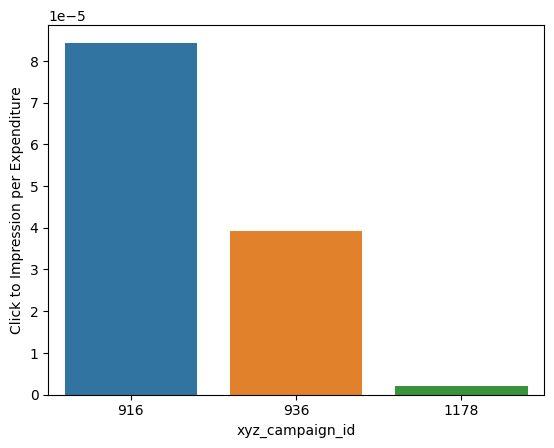 1e−5
8
7
6
5
4
3
2
1
0
Click to Impression per Expenditure
916 936 1178
xyz_campaign_id